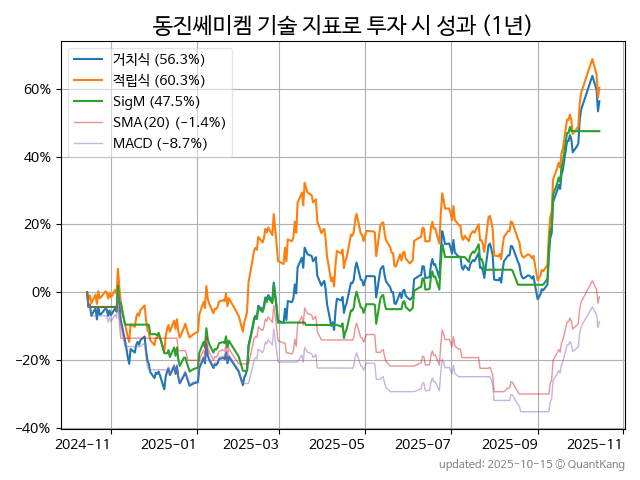 동진쎄미켐 기술 지표로 투자 시 성과 (1년)
거치식 (56.3%)
적립식 (60.3%)
SigM (47.5%)
SMA(20) (−1.4%)
MACD (−8.7%)
60%
40%
20%
0%
−20%
−40%
2024−11 2025−01 2025−03 2025−05 2025−07 2025−09 2025−11
updated: 2025-10-15 © QuantKang